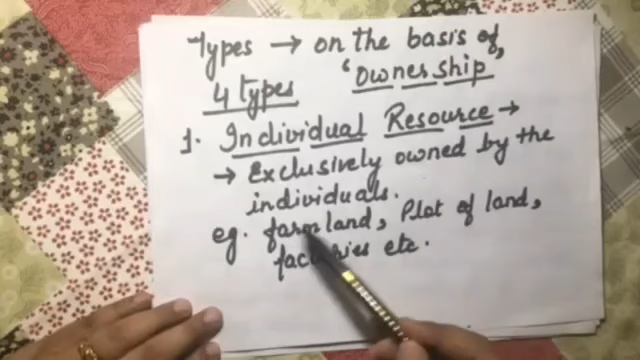 Types → on the basis of,
4 types 'Ownership
1. Individual Resource →
→ Exclusively owned by the
individuals.
eg. farmland, Plot of land,
factories etc.